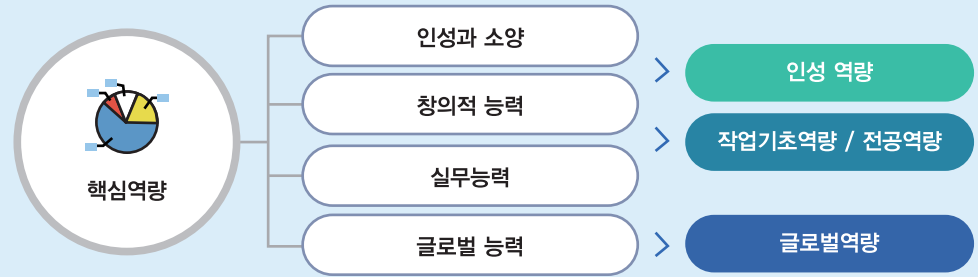 핵심역량
인성과 소양
창의적 능력
실무능력
글로벌 능력
인성 역량
작업기초역량 / 전공역량
글로벌역량